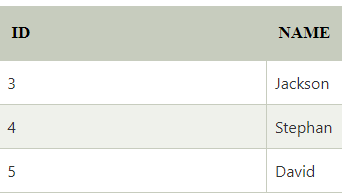 ID NAME
3 Jackson
4 Stephan
5 David